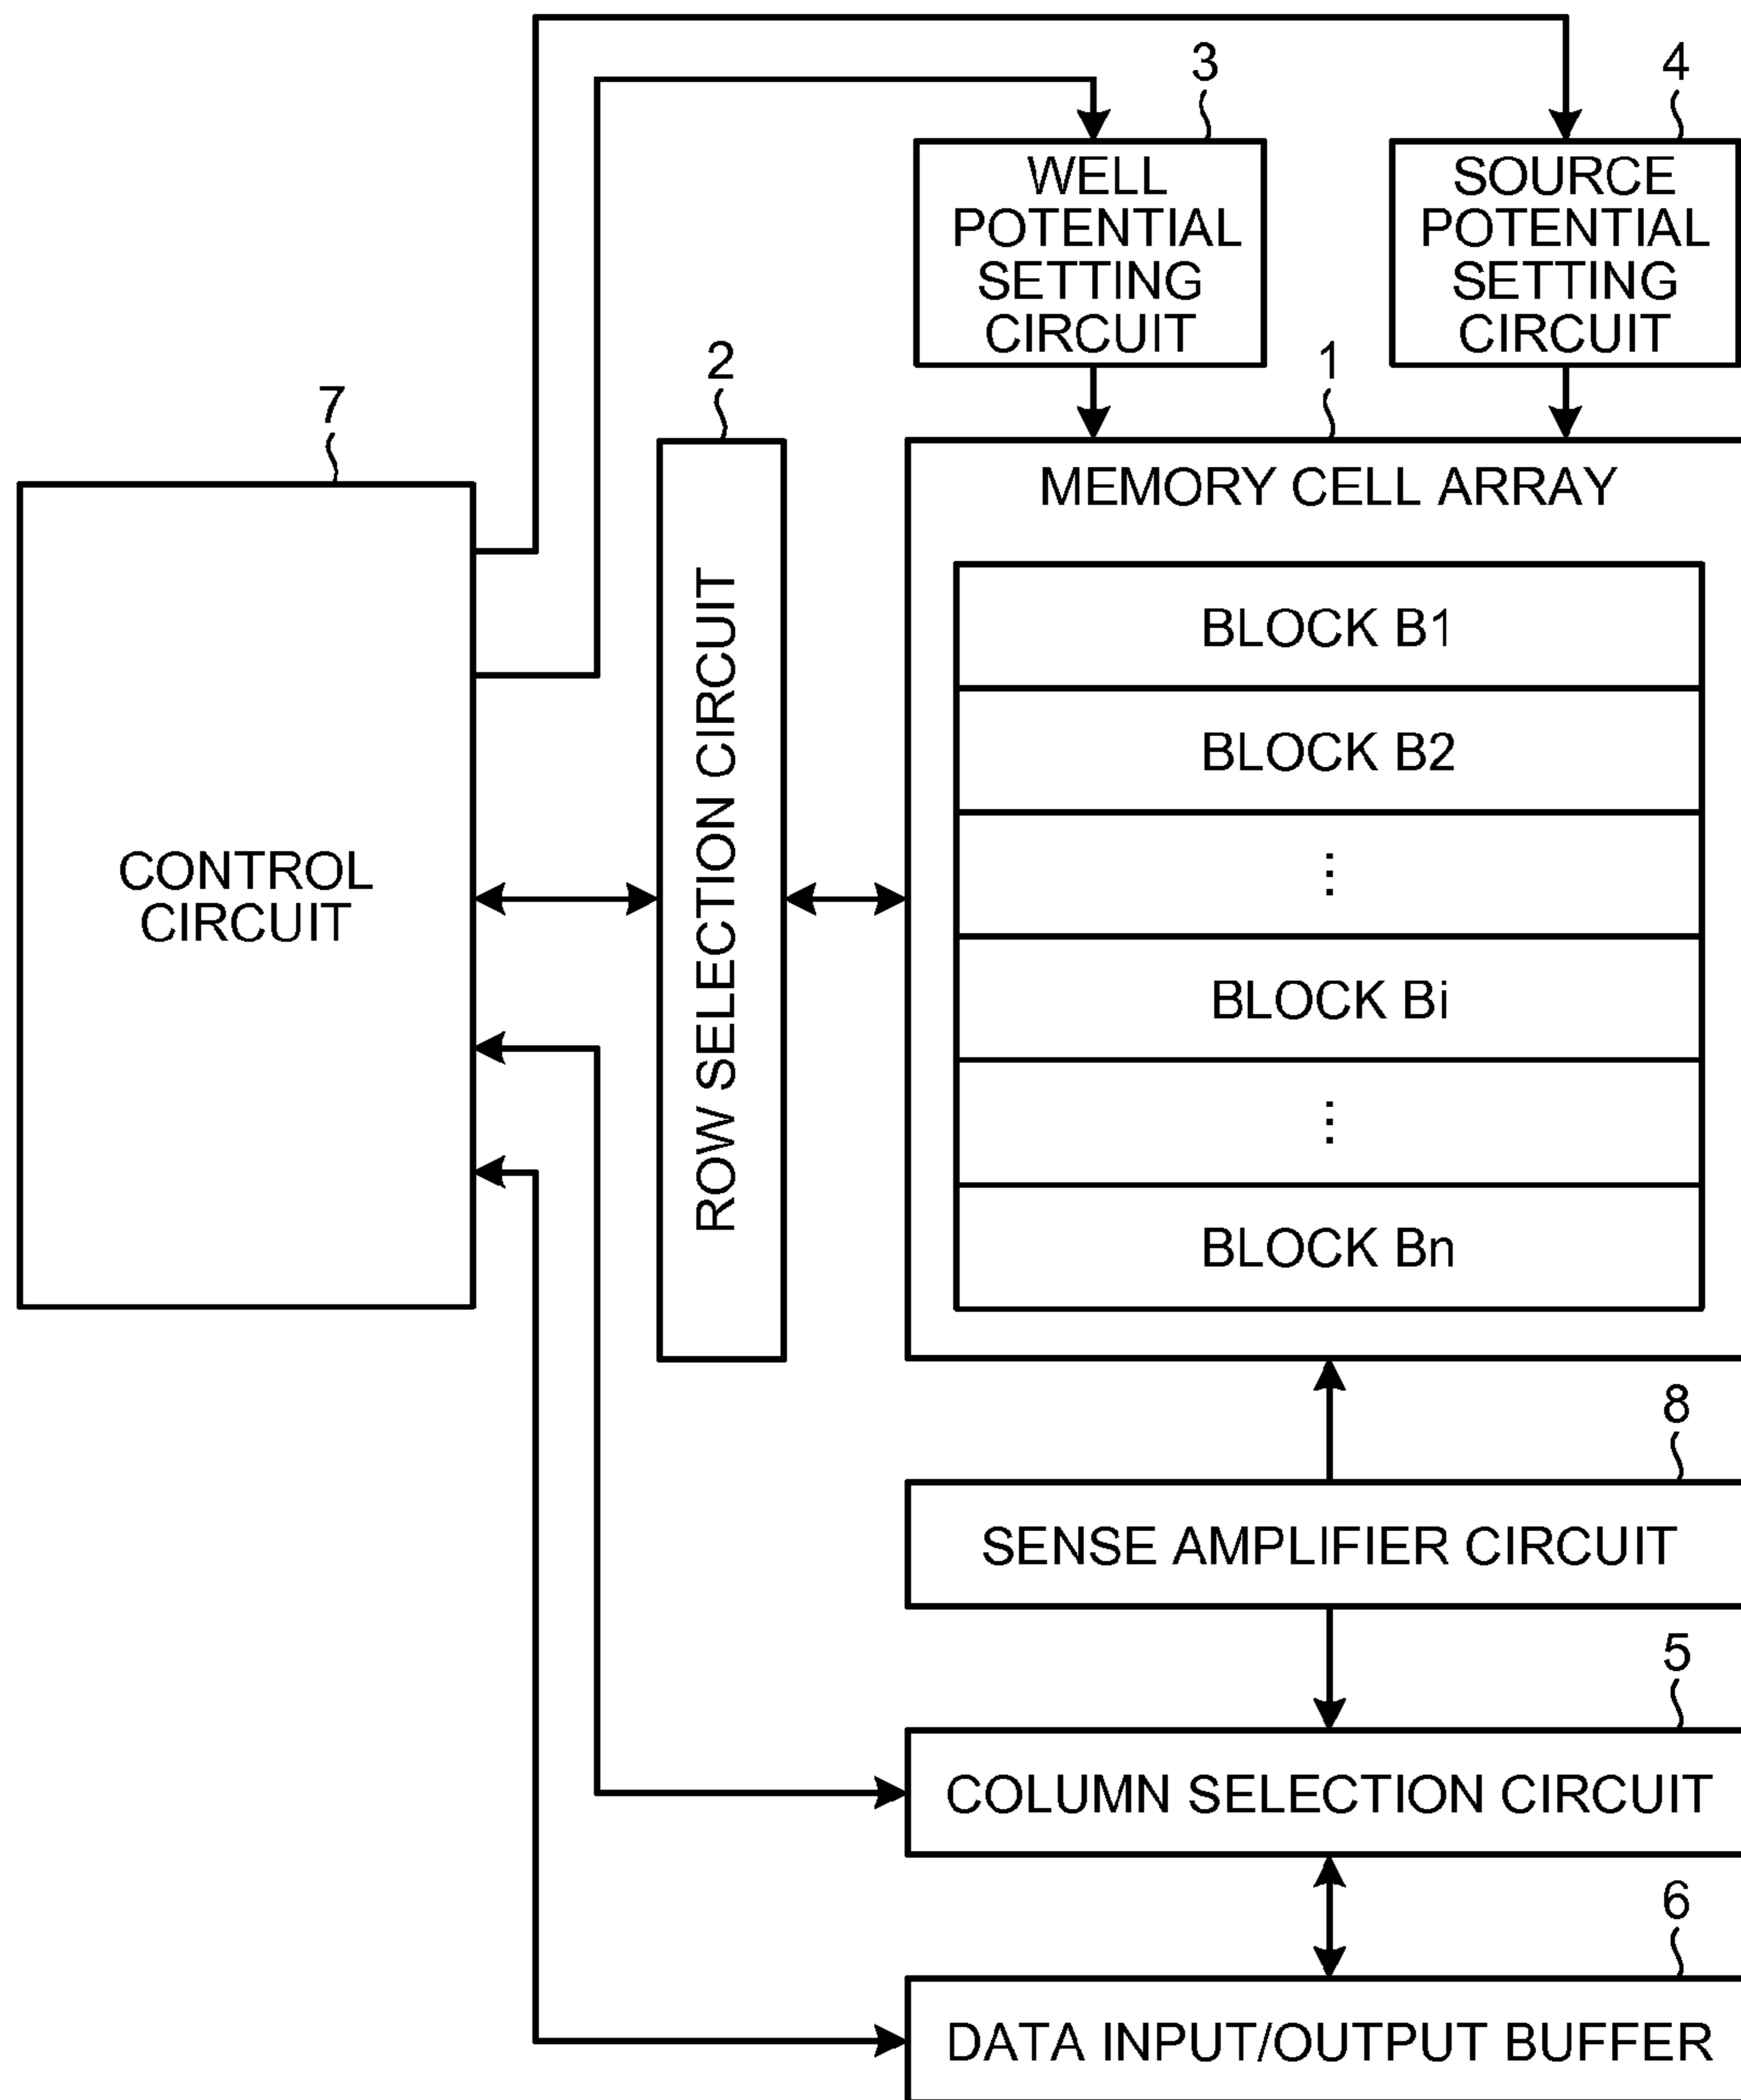 3
4
WELL
POTENTIAL
SETTING
CIRCUIT
SOURCE
POTENTIAL
SETTING
CIRCUIT
7
2
1
CONTROL
CIRCUIT
ROW SELECTION CIRCUIT
MEMORY CELL ARRAY
BLOCK B1
BLOCK B2
⋮
BLOCK Bi
⋮
BLOCK Bn
8
SENSE AMPLIFIER CIRCUIT
5
COLUMN SELECTION CIRCUIT
6
DATA INPUT/OUTPUT BUFFER